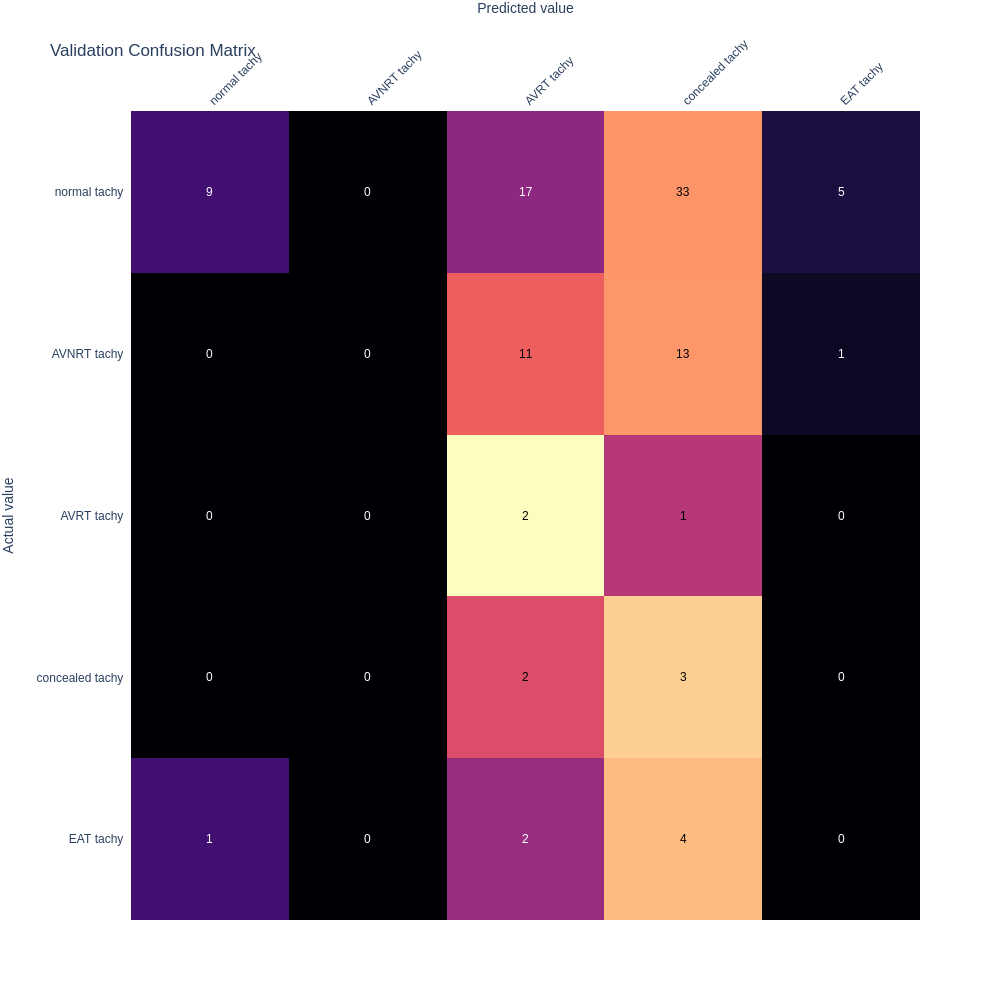 Predicted value
Validation Confusion Matrix
normal tachy AVNRT tachy AVRT tachy concealed tachy EAT tachy
normal tachy 9 0 17 33 5
AVNRT tachy 0 0 11 13 1
AVRT tachy 0 0 2 1 0
concealed tachy 0 0 2 3 0
EAT tachy 1 0 2 4 0
Actual value